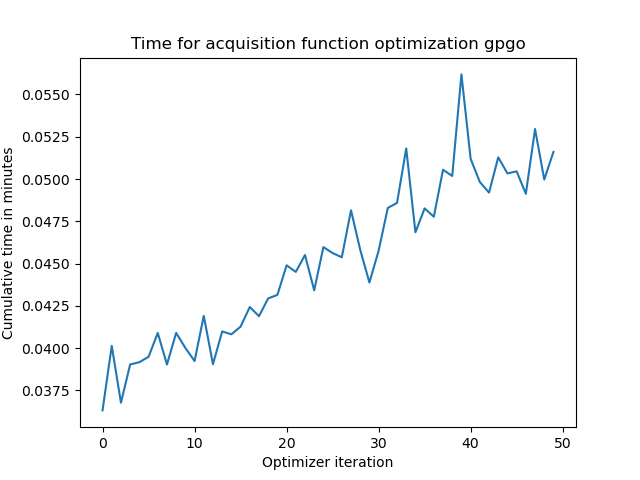 Time for acquisition function optimization gpgo
Cumulative time in minutes
0.0550
0.0525
0.0500
0.0475
0.0450
0.0425
0.0400
0.0375
0 10 20 30 40 50
Optimizer iteration